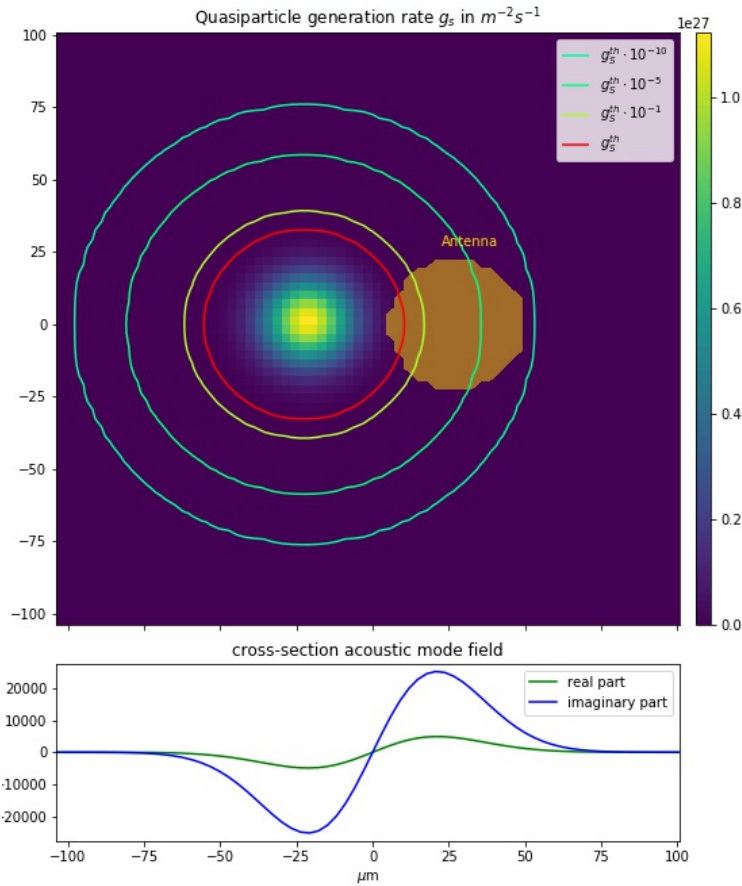 Quasiparticle generation rate g_s in m^{-2}s^{-1}
1e27
100
75
50
25
0
−25
−50
−75
−100
g_S^{th} · 10^{-10}
g_S^{th} · 10^{-5}
g_S^{th} · 10^{-1}
g_S^{th}
Antenna
1.0
0.8
0.6
0.4
0.2
0.0
cross-section acoustic mode field
20000
10000
0
-10000
-20000
real part
imaginary part
−100 −75 −50 −25 0 25 50 75 100
μm